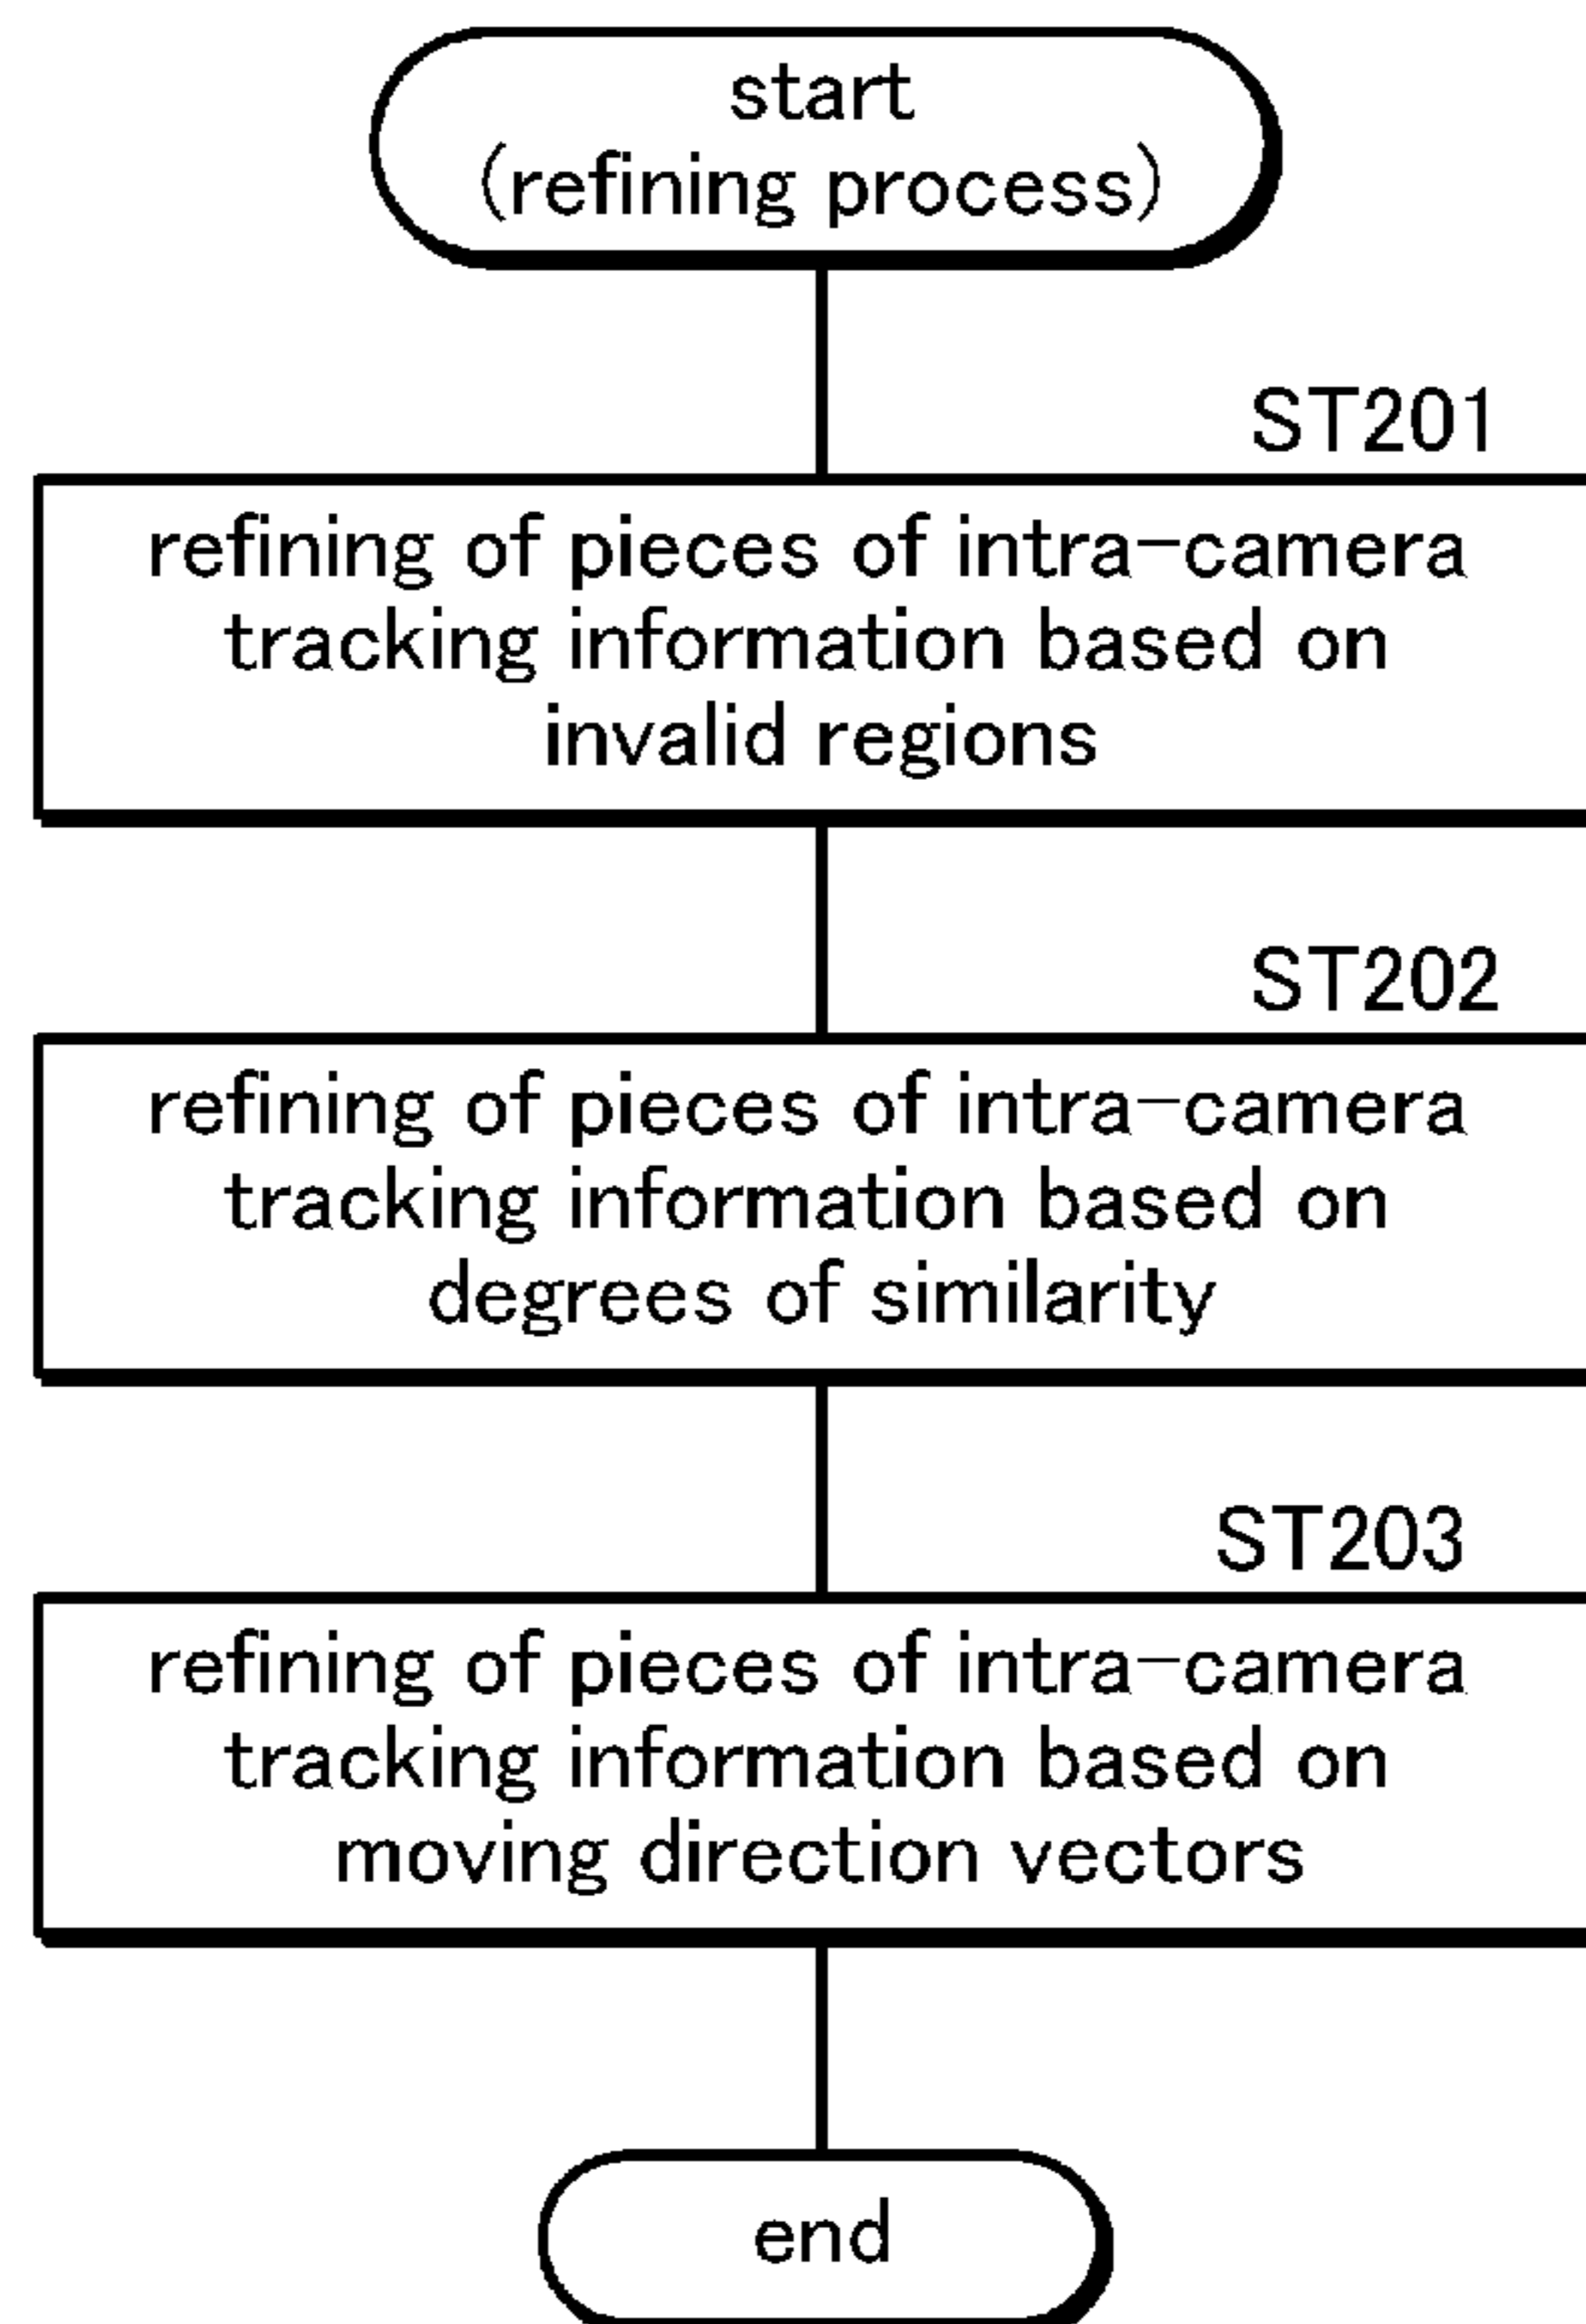 start
(refining process)
ST201
refining of pieces of intra-camera
tracking information based on
invalid regions
ST202
refining of pieces of intra-camera
tracking information based on
degrees of similarity
ST203
refining of pieces of intra-camera
tracking information based on
moving direction vectors
end